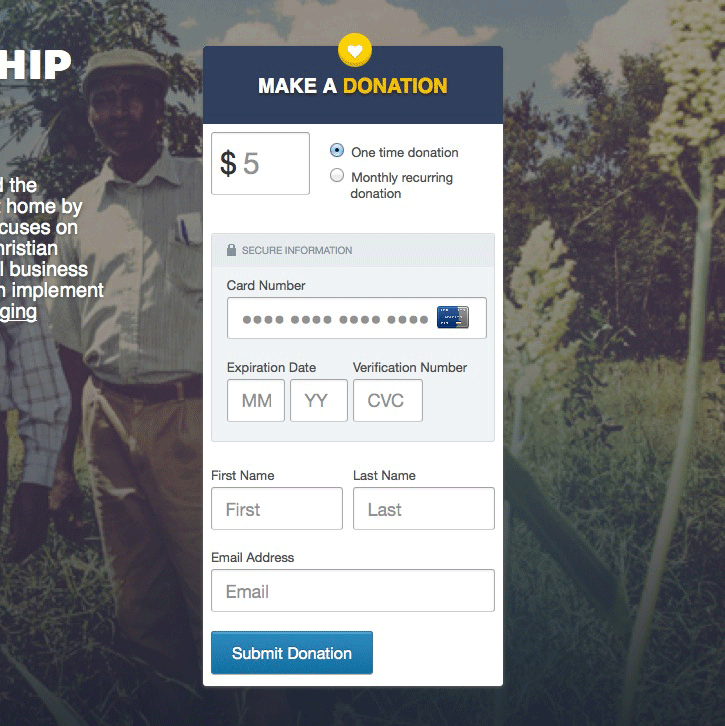 HIP
d the
home by
cuses on
hristian
l business
n implement
ging
MAKE A DONATION
$ 5
One time donation
Monthly recurring
donation
SECURE INFORMATION
Card Number
Expiration Date Verification Number
MM YY CVC
First Name Last Name
First Last
Email Address
Email
Submit Donation